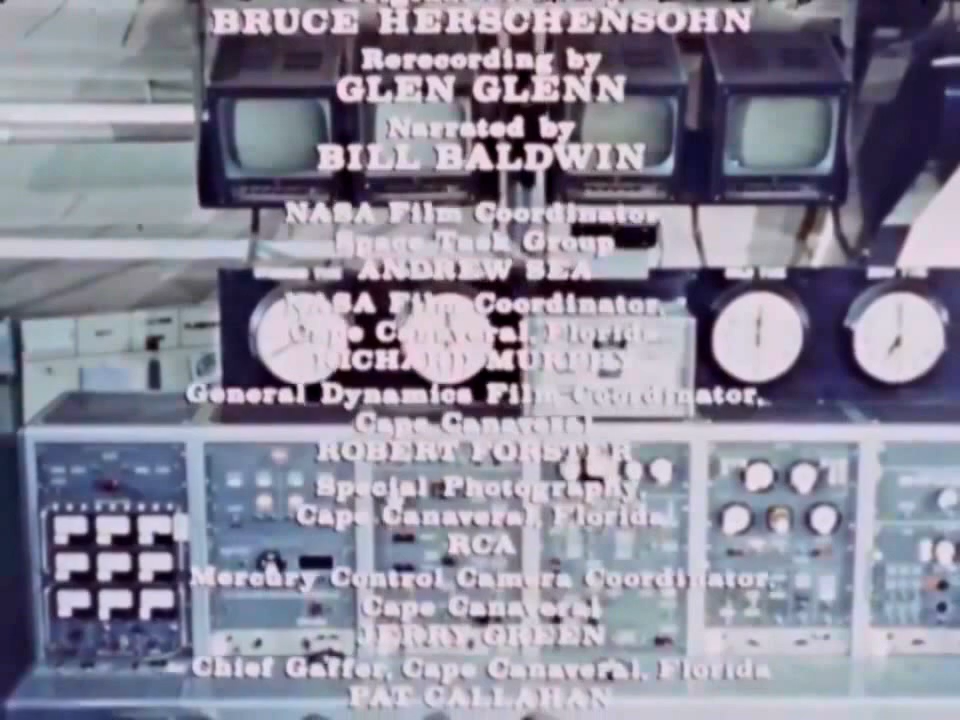 BRUCE HERSCHENSOHN
Rerecording by
GLEN GLENN
Narrated by
BILL BALDWIN
NASA Film Coordinator
Space Task Group
ANDREW SEA
NASA Film Coordinator,
Cape Canaveral, Florida
RICHARD MURPHY
General Dynamics Film Coordinator,
Cape Canaveral
ROBERT FORSTER
Special Photography,
Cape Canaveral, Florida
RCA
Mercury Control Camera Coordinator,
Cape Canaveral
JERRY GREEN
Chief Gaffer, Cape Canaveral, Florida
PAT CALLAHAN